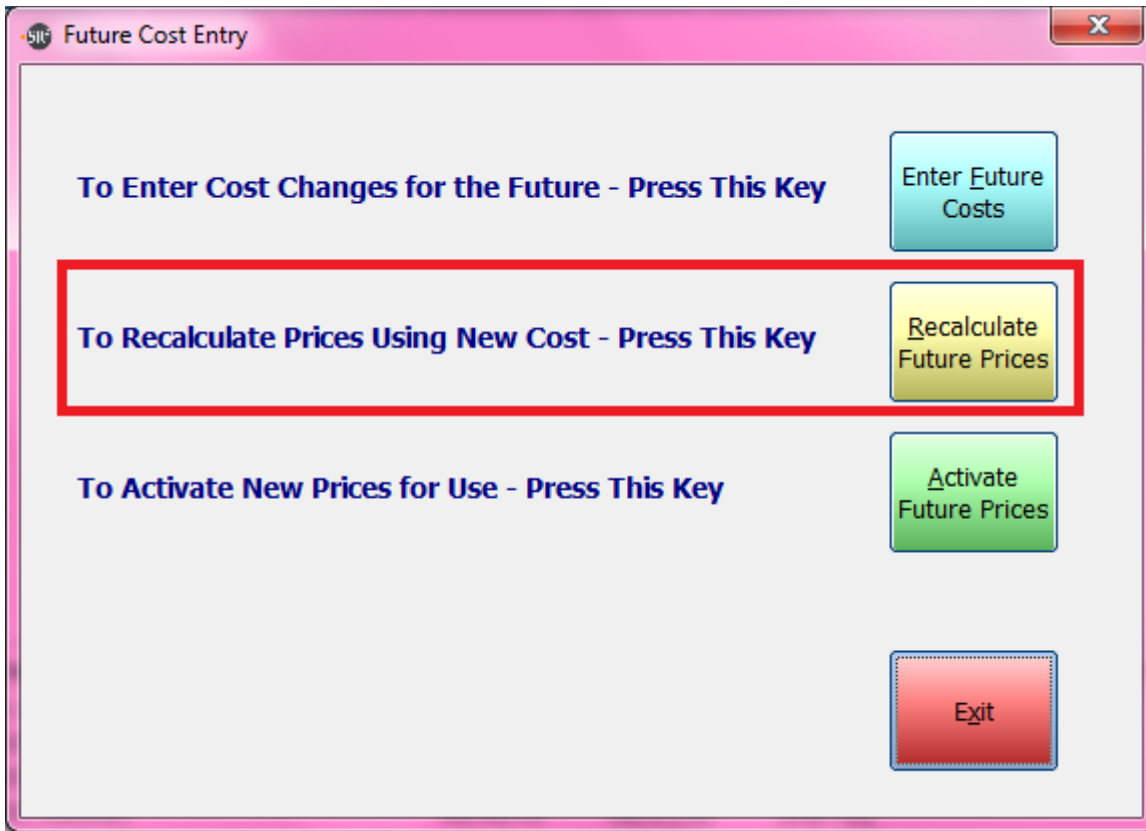 SIL
Future Cost Entry
X
To Enter Cost Changes for the Future - Press This Key
Enter Future
Costs
To Recalculate Prices Using New Cost - Press This Key
Recalculate
Future Prices
To Activate New Prices for Use - Press This Key
Activate
Future Prices
Exit